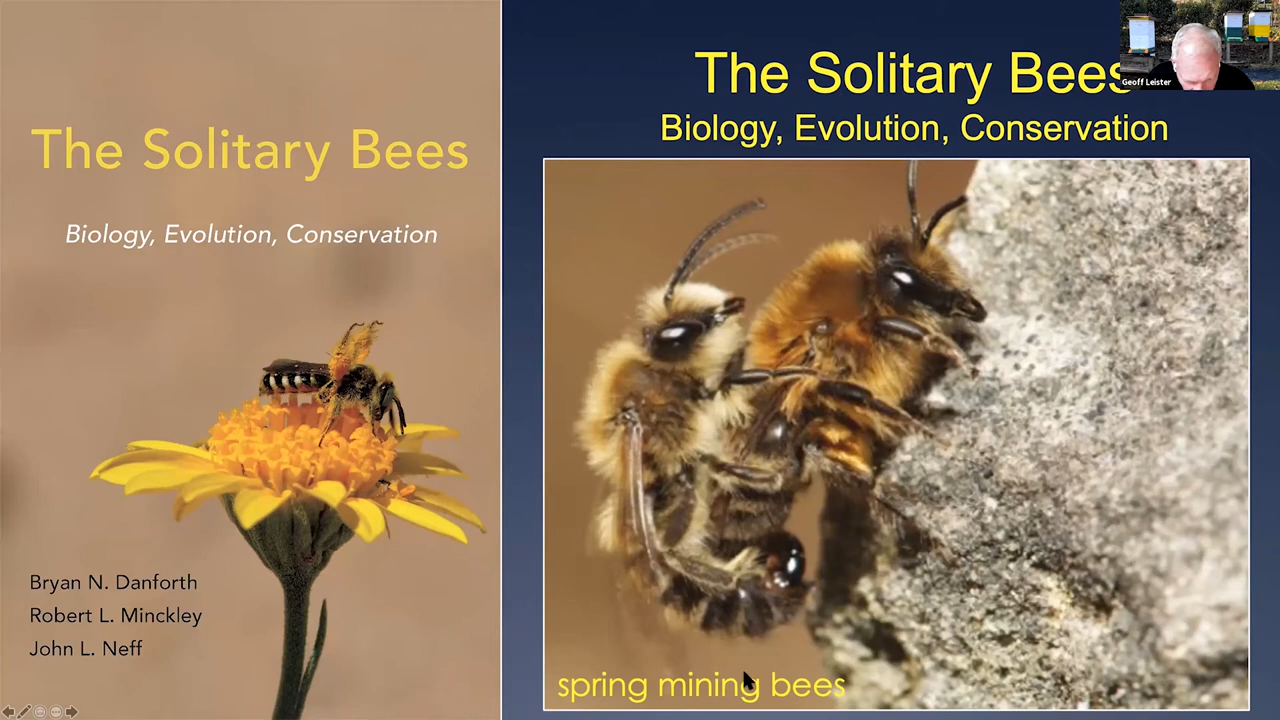 The Solitary Bees
Biology, Evolution, Conservation
Bryan N. Danforth
Robert L. Minckley
John L. Neff
The Solitary Bees
Biology, Evolution, Conservation
spring mining bees
Geoff Leister